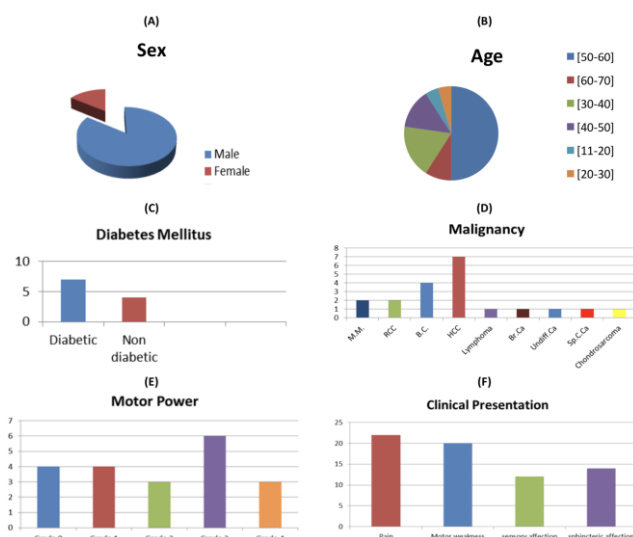 (A)
Sex
Male
Female
(B)
Age
[50-60]
[60-70]
[30-40]
[40-50]
[11-20]
[20-30]
(C)
Diabetes Mellitus
10
5
0
Diabetic
Non
diabetic
(D)
Malignancy
8
7
6
5
4
3
2
1
0
M.M.
RCC
B.C.
HCC
Lymphoma
Br.Ca
Undiff.Ca
Sp.C.Ca
Chondrosarcoma
(E)
Motor Power
7
6
5
4
3
2
1
0
(F)
Clinical Presentation
25
20
15
10
5
0
Pain
Motor weakness
sensory affection
sphincteric affection